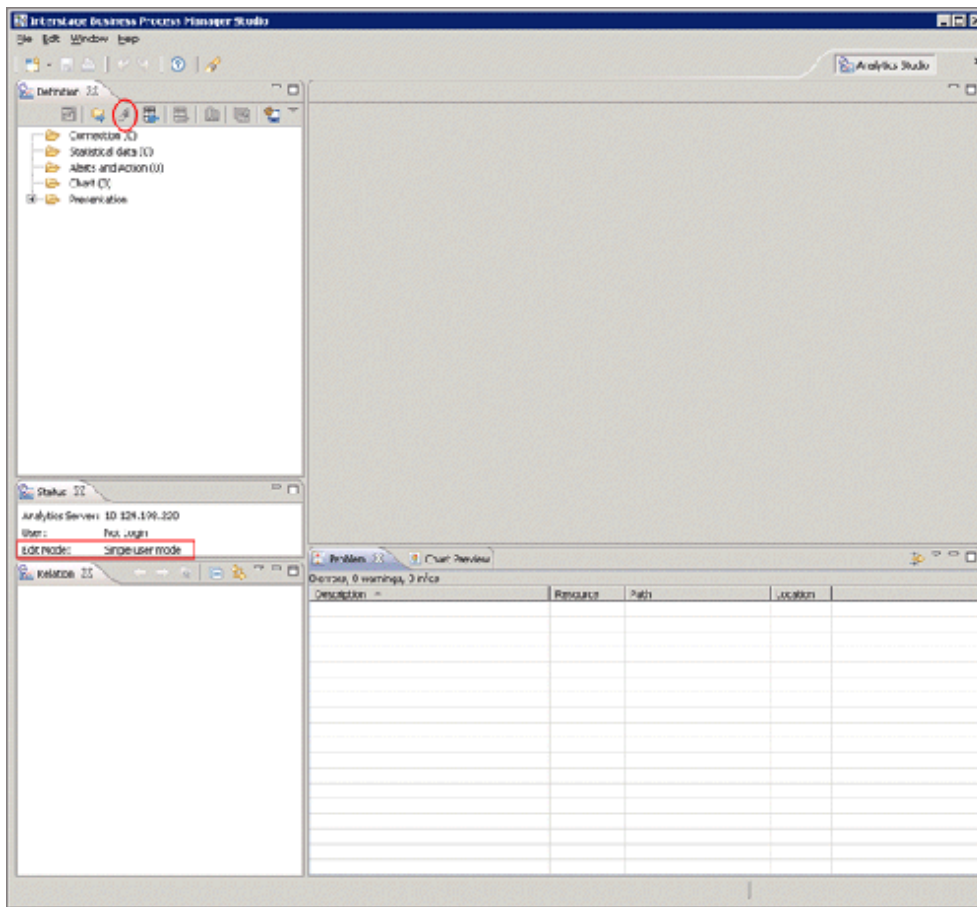 Interstage Business Process Manager Studio
File Edit Window Help
Analytics Studio
Definition
Connection (0)
Statistical data (0)
Alerts and Action (0)
Chart (0)
Presentation
Status
Analytics Server: 10.124.198.220
User: Not Login
Edit Mode: Single user mode
Relation
Problem Chart Preview
0 errors, 0 warnings, 0 infos
Description Resource Path Location